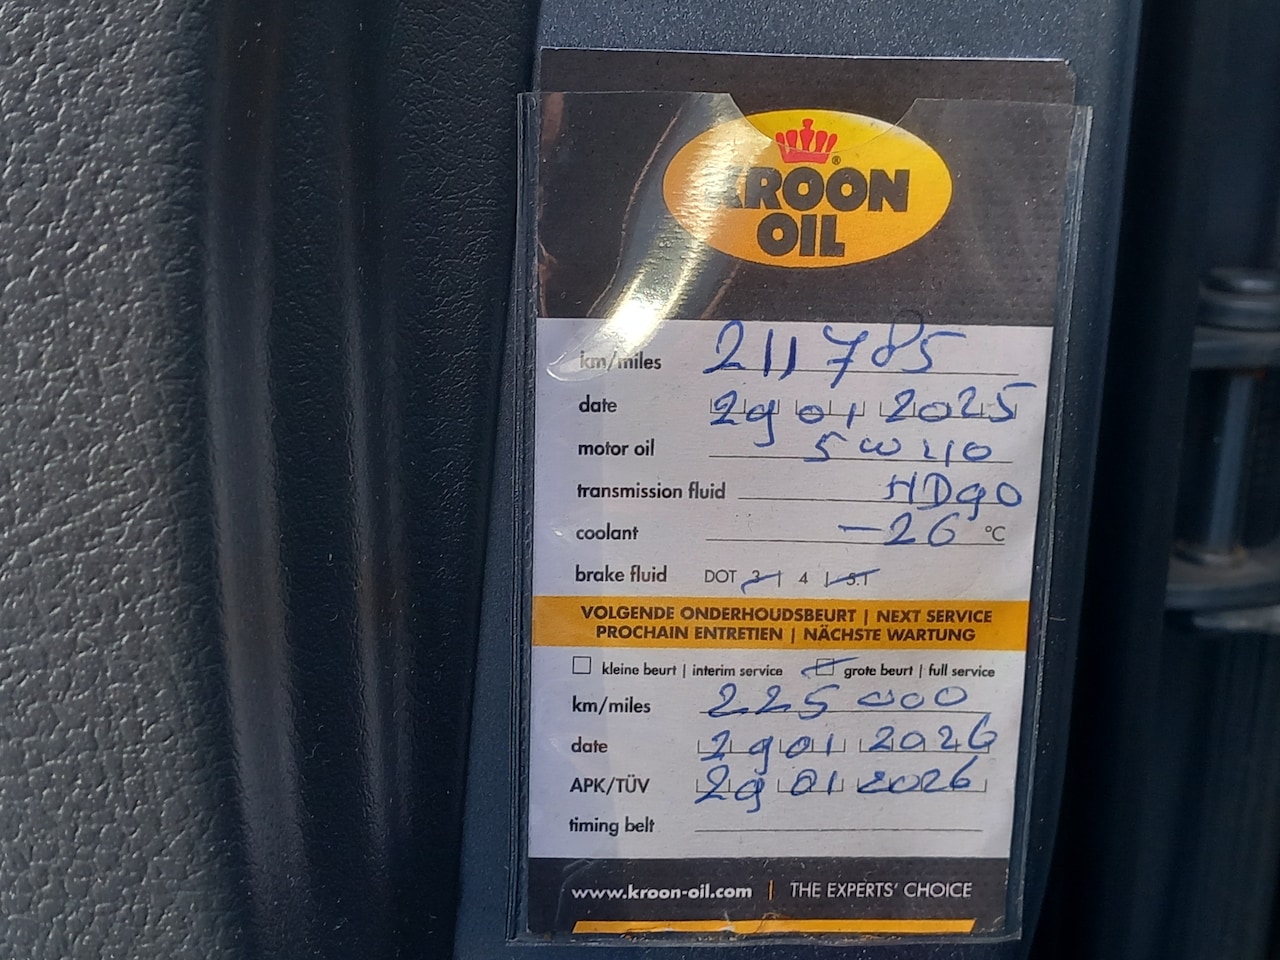 KROON
OIL
®
km/miles 211785
date 29 01 2025
motor oil 5W40
transmission fluid HD90
coolant -26 °C
brake fluid DOT 3 | 4 | 5.1
VOLGENDE ONDERHOUDSBEURT | NEXT SERVICE
PROCHAIN ENTRETIEN | NÄCHSTE WARTUNG
kleine beurt | interim service grote beurt | full service
km/miles 225000
date 29 01 2026
APK/TÜV 29 01 2026
timing belt
www.kroon-oil.com | THE EXPERTS' CHOICE